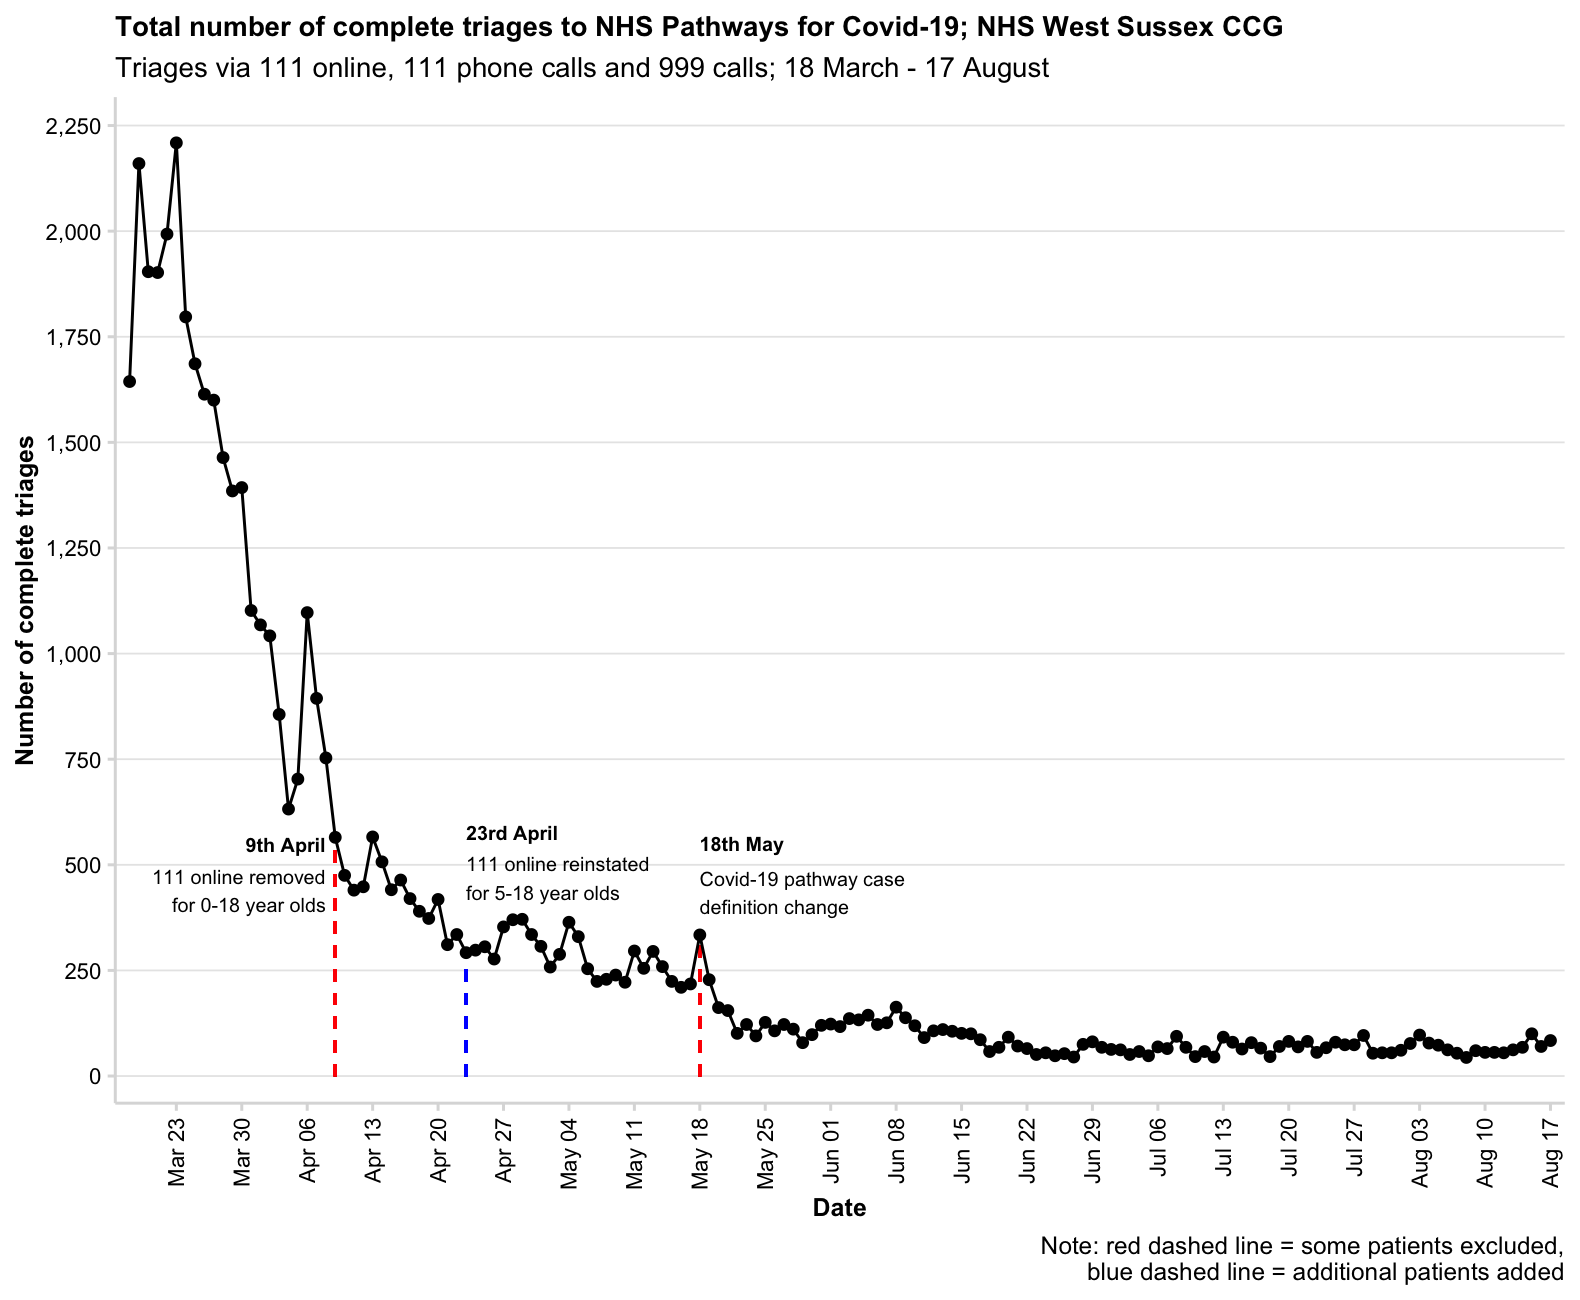 Total number of complete triages to NHS Pathways for Covid-19; NHS West Sussex CCG
Triages via 111 online, 111 phone calls and 999 calls; 18 March - 17 August
Number of complete triages
2,250
2,000
1,750
1,500
1,250
1,000
750
500
250
0
9th April
111 online removed
for 0-18 year olds
23rd April
111 online reinstated
for 5-18 year olds
18th May
Covid-19 pathway case
definition change
Mar 23
Mar 30
Apr 06
Apr 13
Apr 20
Apr 27
May 04
May 11
May 18
May 25
Jun 01
Jun 08
Jun 15
Jun 22
Jun 29
Jul 06
Jul 13
Jul 20
Jul 27
Aug 03
Aug 10
Aug 17
Date
Note: red dashed line = some patients excluded,
blue dashed line = additional patients added